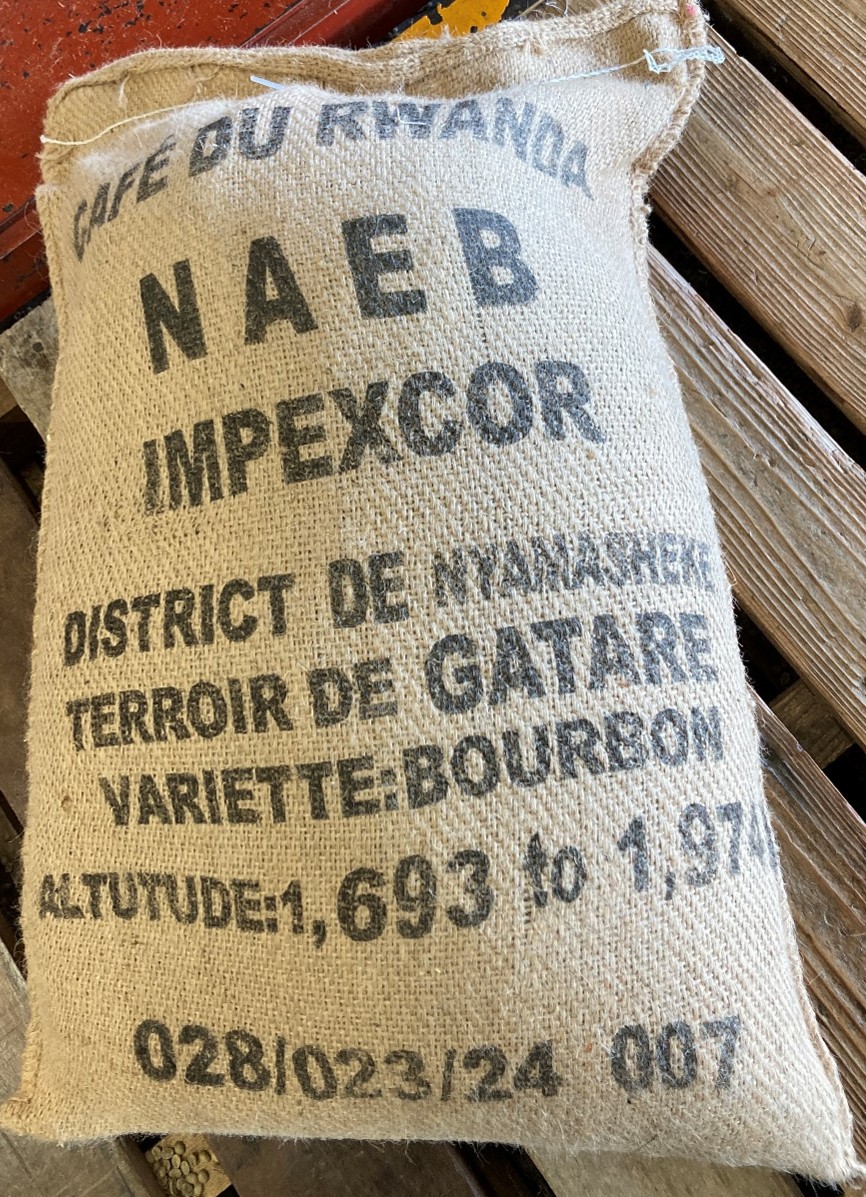 CAFÉ DU RWANDA
NAEB
IMPEXCOR
DISTRICT DE NYAMASHEKE
TERROIR DE GATARE
VARIETTE:BOURBON
ALTUTUDE:1,693 to 1,974
028/023/24 007